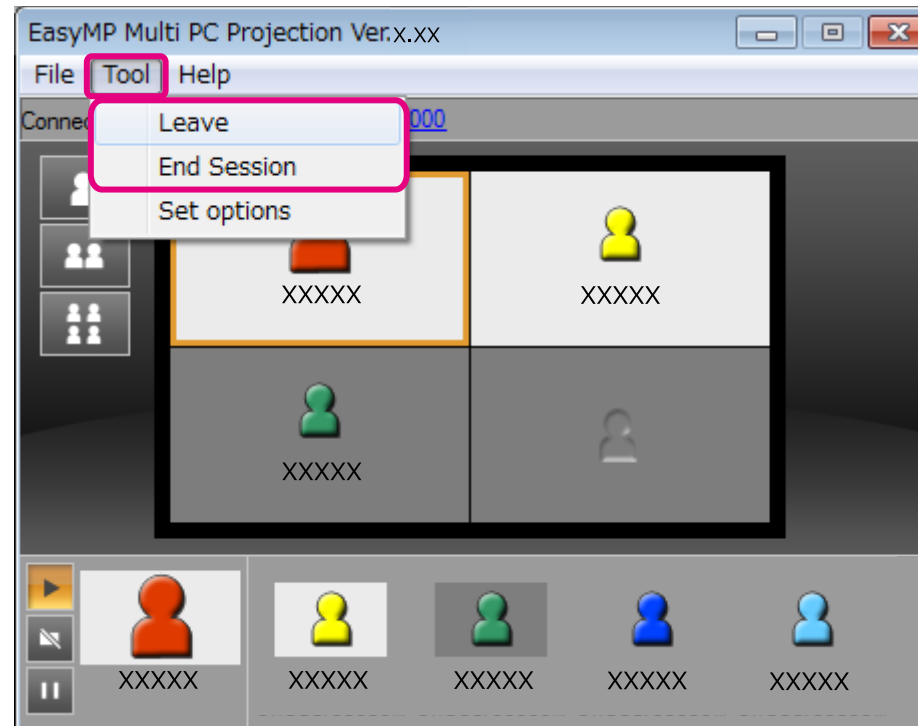 EasyMP Multi PC Projection Ver.x.xx
File Tool Help
000
Leave
End Session
Set options
XXXXX XXXXX
XXXXX
XXXXX XXXXX XXXXX XXXXX XXXXX